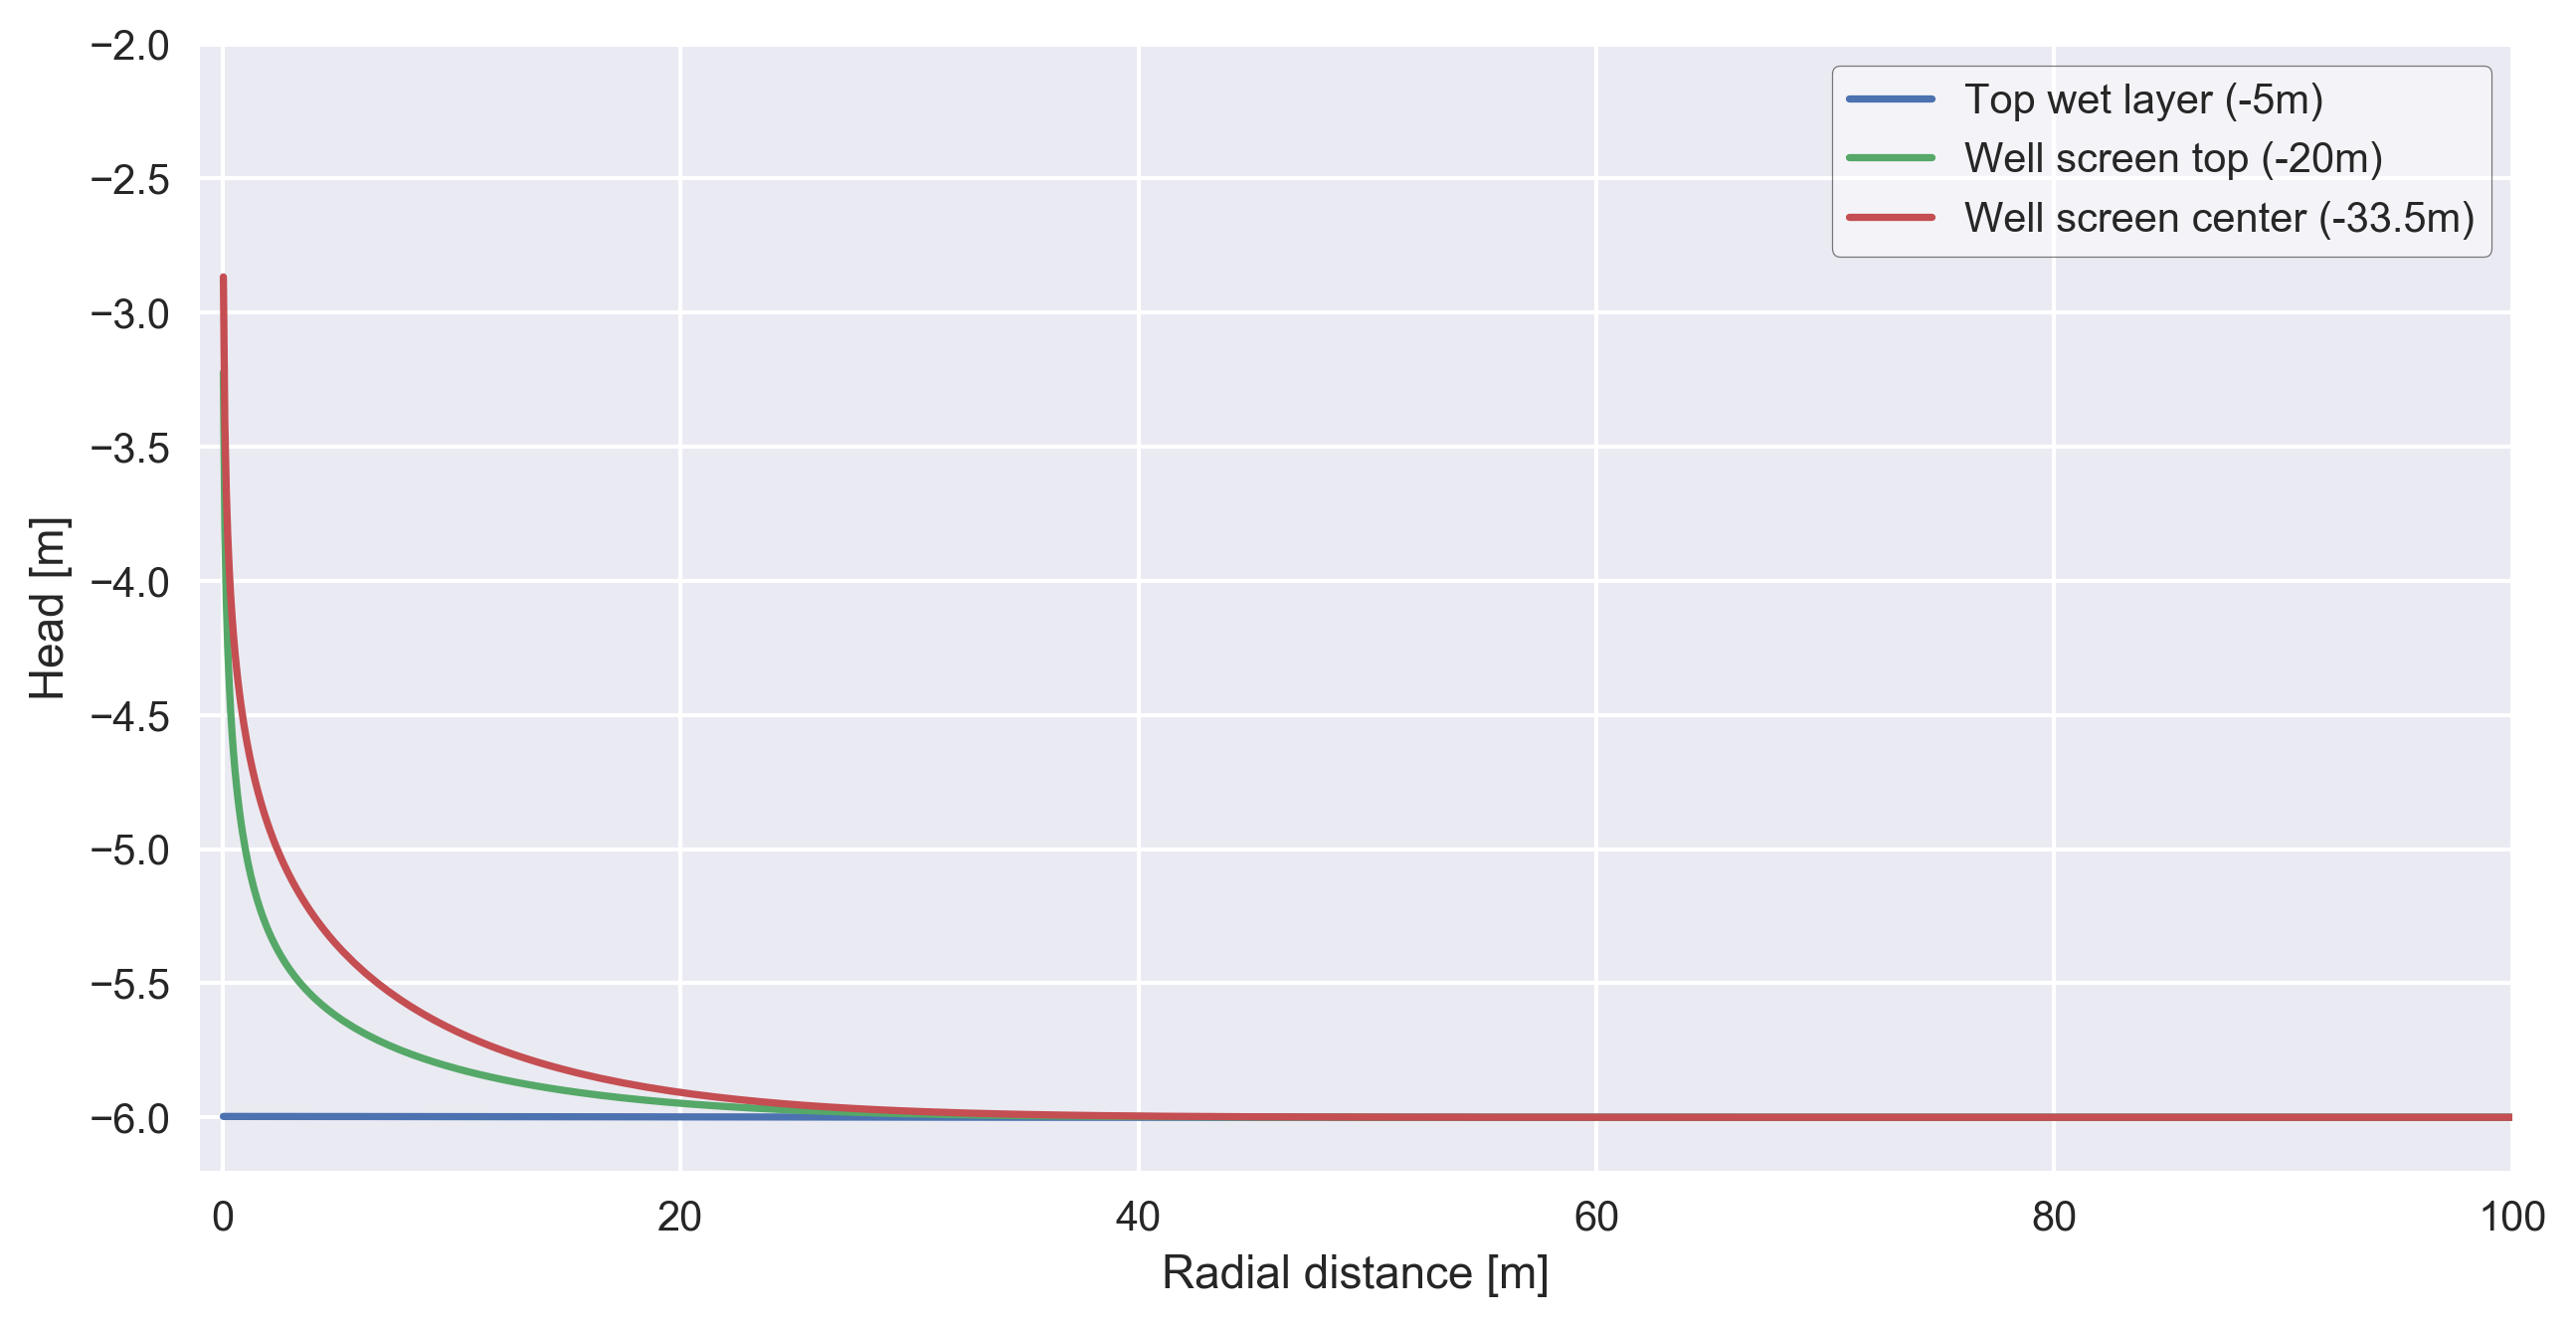 Head [m]
−2.0
−2.5
−3.0
−3.5
−4.0
−4.5
−5.0
−5.5
−6.0
Top wet layer (-5m)
Well screen top (-20m)
Well screen center (-33.5m)
0 20 40 60 80 100
Radial distance [m]